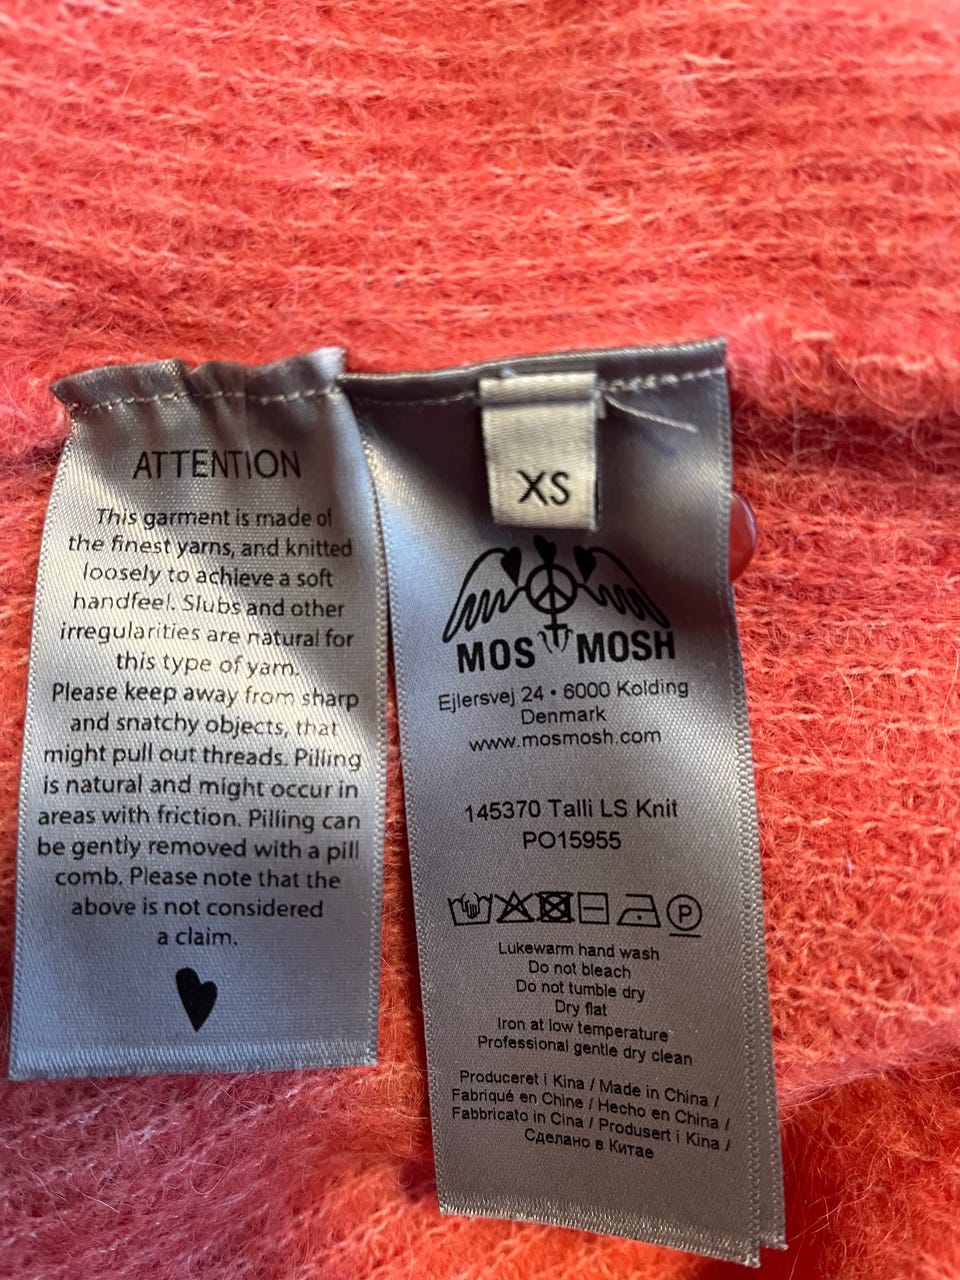 ATTENTION
This garment is made of
the finest yarns, and knitted
loosely to achieve a soft
handfeel. Slubs and other
irregularities are natural for
this type of yarn.
Please keep away from sharp
and snatchy objects, that
might pull out threads. Pilling
is natural and might occur in
areas with friction. Pilling can
be gently removed with a pill
comb. Please note that the
above is not considered
a claim.
XS
MOS MOSH
Ejlersvej 24 • 6000 Kolding
Denmark
www.mosmosh.com
145370 Talli LS Knit
PO15955
P
Lukewarm hand wash
Do not bleach
Do not tumble dry
Dry flat
Iron at low temperature
Professional gentle dry clean
Produceret i Kina / Made in China /
Fabriqué en Chine / Hecho en China /
Fabbricato in Cina / Produsert i Kina /
Сделано в Китае